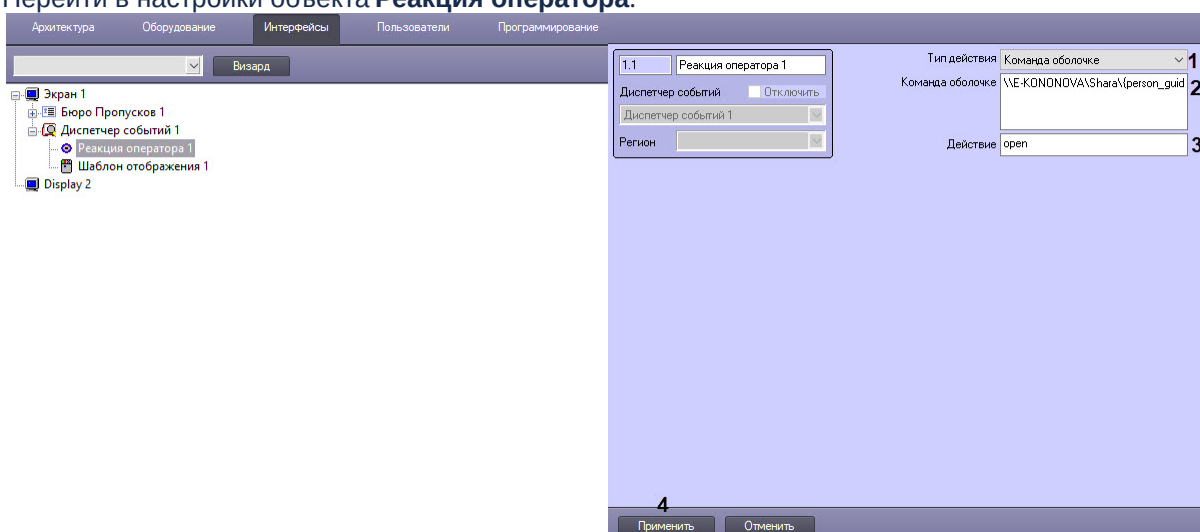 Перейти в настройки объекта Реакция оператора.
Архитектура Оборудование Интерфейсы Пользователи Программирование
Визард
Экран 1
Бюро Пропусков 1
Диспетчер событий 1
Реакция оператора 1
Шаблон отображения 1
Display 2
1.1 Реакция оператора 1
Диспетчер событий Отключить
Диспетчер событий 1
Регион
Тип действия Команда оболочке 1
Команда оболочке \\E-KONONOVA\Shara\{person_guid 2
Действие open 3
4
Применить Отменить